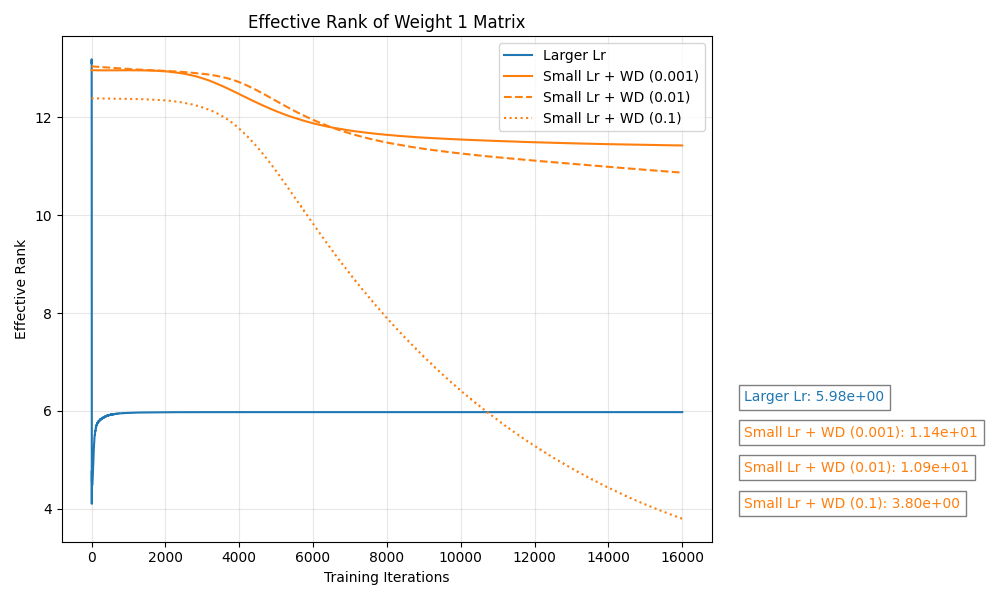 Effective Rank of Weight 1 Matrix
Effective Rank
12
10
8
6
4
0 2000 4000 6000 8000 10000 12000 14000 16000
Training Iterations
Larger Lr
Small Lr + WD (0.001)
Small Lr + WD (0.01)
Small Lr + WD (0.1)
Larger Lr: 5.98e+00
Small Lr + WD (0.001): 1.14e+01
Small Lr + WD (0.01): 1.09e+01
Small Lr + WD (0.1): 3.80e+00